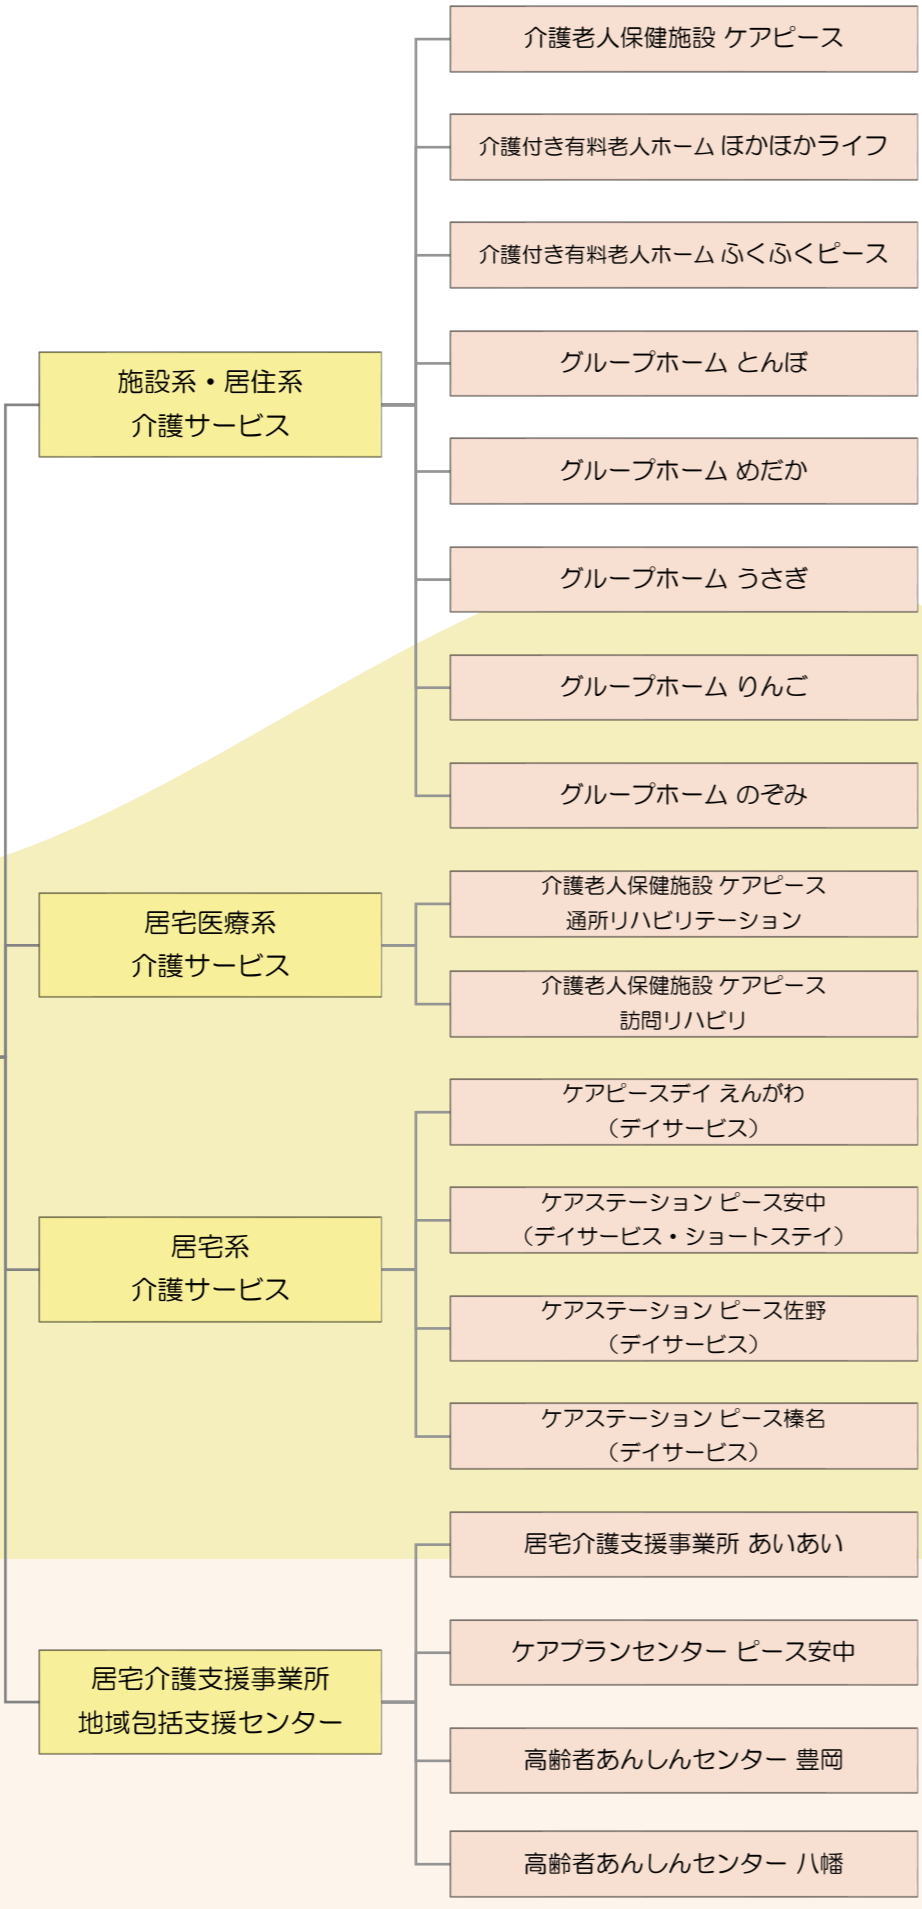 施設系・居住系
介護サービス
介護老人保健施設 ケアピース
介護付き有料老人ホーム ほかほかライフ
介護付き有料老人ホーム ふくふくピース
グループホーム とんぼ
グループホーム めだか
グループホーム うさぎ
グループホーム りんご
グループホーム のぞみ
居宅医療系
介護サービス
介護老人保健施設 ケアピース
通所リハビリテーション
介護老人保健施設 ケアピース
訪問リハビリ
居宅系
介護サービス
ケアピースデイ えんがわ
（デイサービス）
ケアステーション ピース安中
（デイサービス・ショートステイ）
ケアステーション ピース佐野
（デイサービス）
ケアステーション ピース榛名
（デイサービス）
居宅介護支援事業所
地域包括支援センター
居宅介護支援事業所 あいあい
ケアプランセンター ピース安中
高齢者あんしんセンター 豊岡
高齢者あんしんセンター 八幡